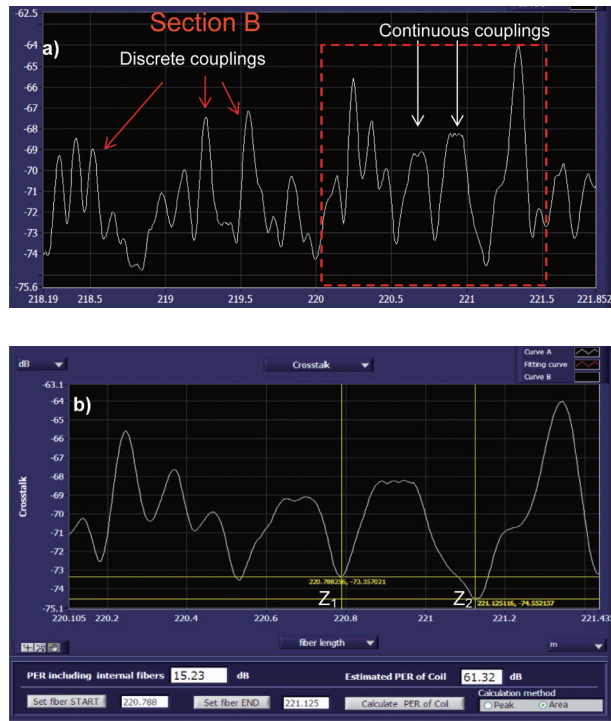 -62.5
Section B
Continuous couplings
-64
a)
Discrete couplings
-65
-66
-67
-68
-70
-71
-72
-73
-74
-75.6
218.19 218.5 219 219.5 220 220.5 221 221.5 221.852
dB Crosstalk Curve A
Fitting curve
Curve B
-63.1
b)
-64
-65
-66
-67
-68
-69
-70
-71
-72
-73
-74
-75.1
Crosstalk
220.788256, -73.357021
Z1 Z2 221.125116, -74.552137
220.105 220.2 220.4 220.6 220.8 221 221.2 221.435
fiber length m
PER including internal fibers 15.23 dB Estimated PER of Coil 61.32 dB
Set fiber START 220.788 Set fiber END 221.125 Calculate PER of Coil Calculation method
Peak Area